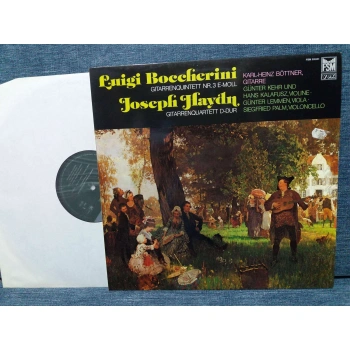 Luigi Boccherini
GITARRENQUINTETT NR. 3 E-MOLL
Joseph Haydn
GITARRENQUARTETT D-DUR
KARL-HEINZ BÖTTNER,
GITARRE
GÜNTER KEHR UND
HANS KALAFUSZ, VIOLINE
GÜNTER LEMMEN, VIOLA
SIEGFRIED PALM, VIOLONCELLO
FSM